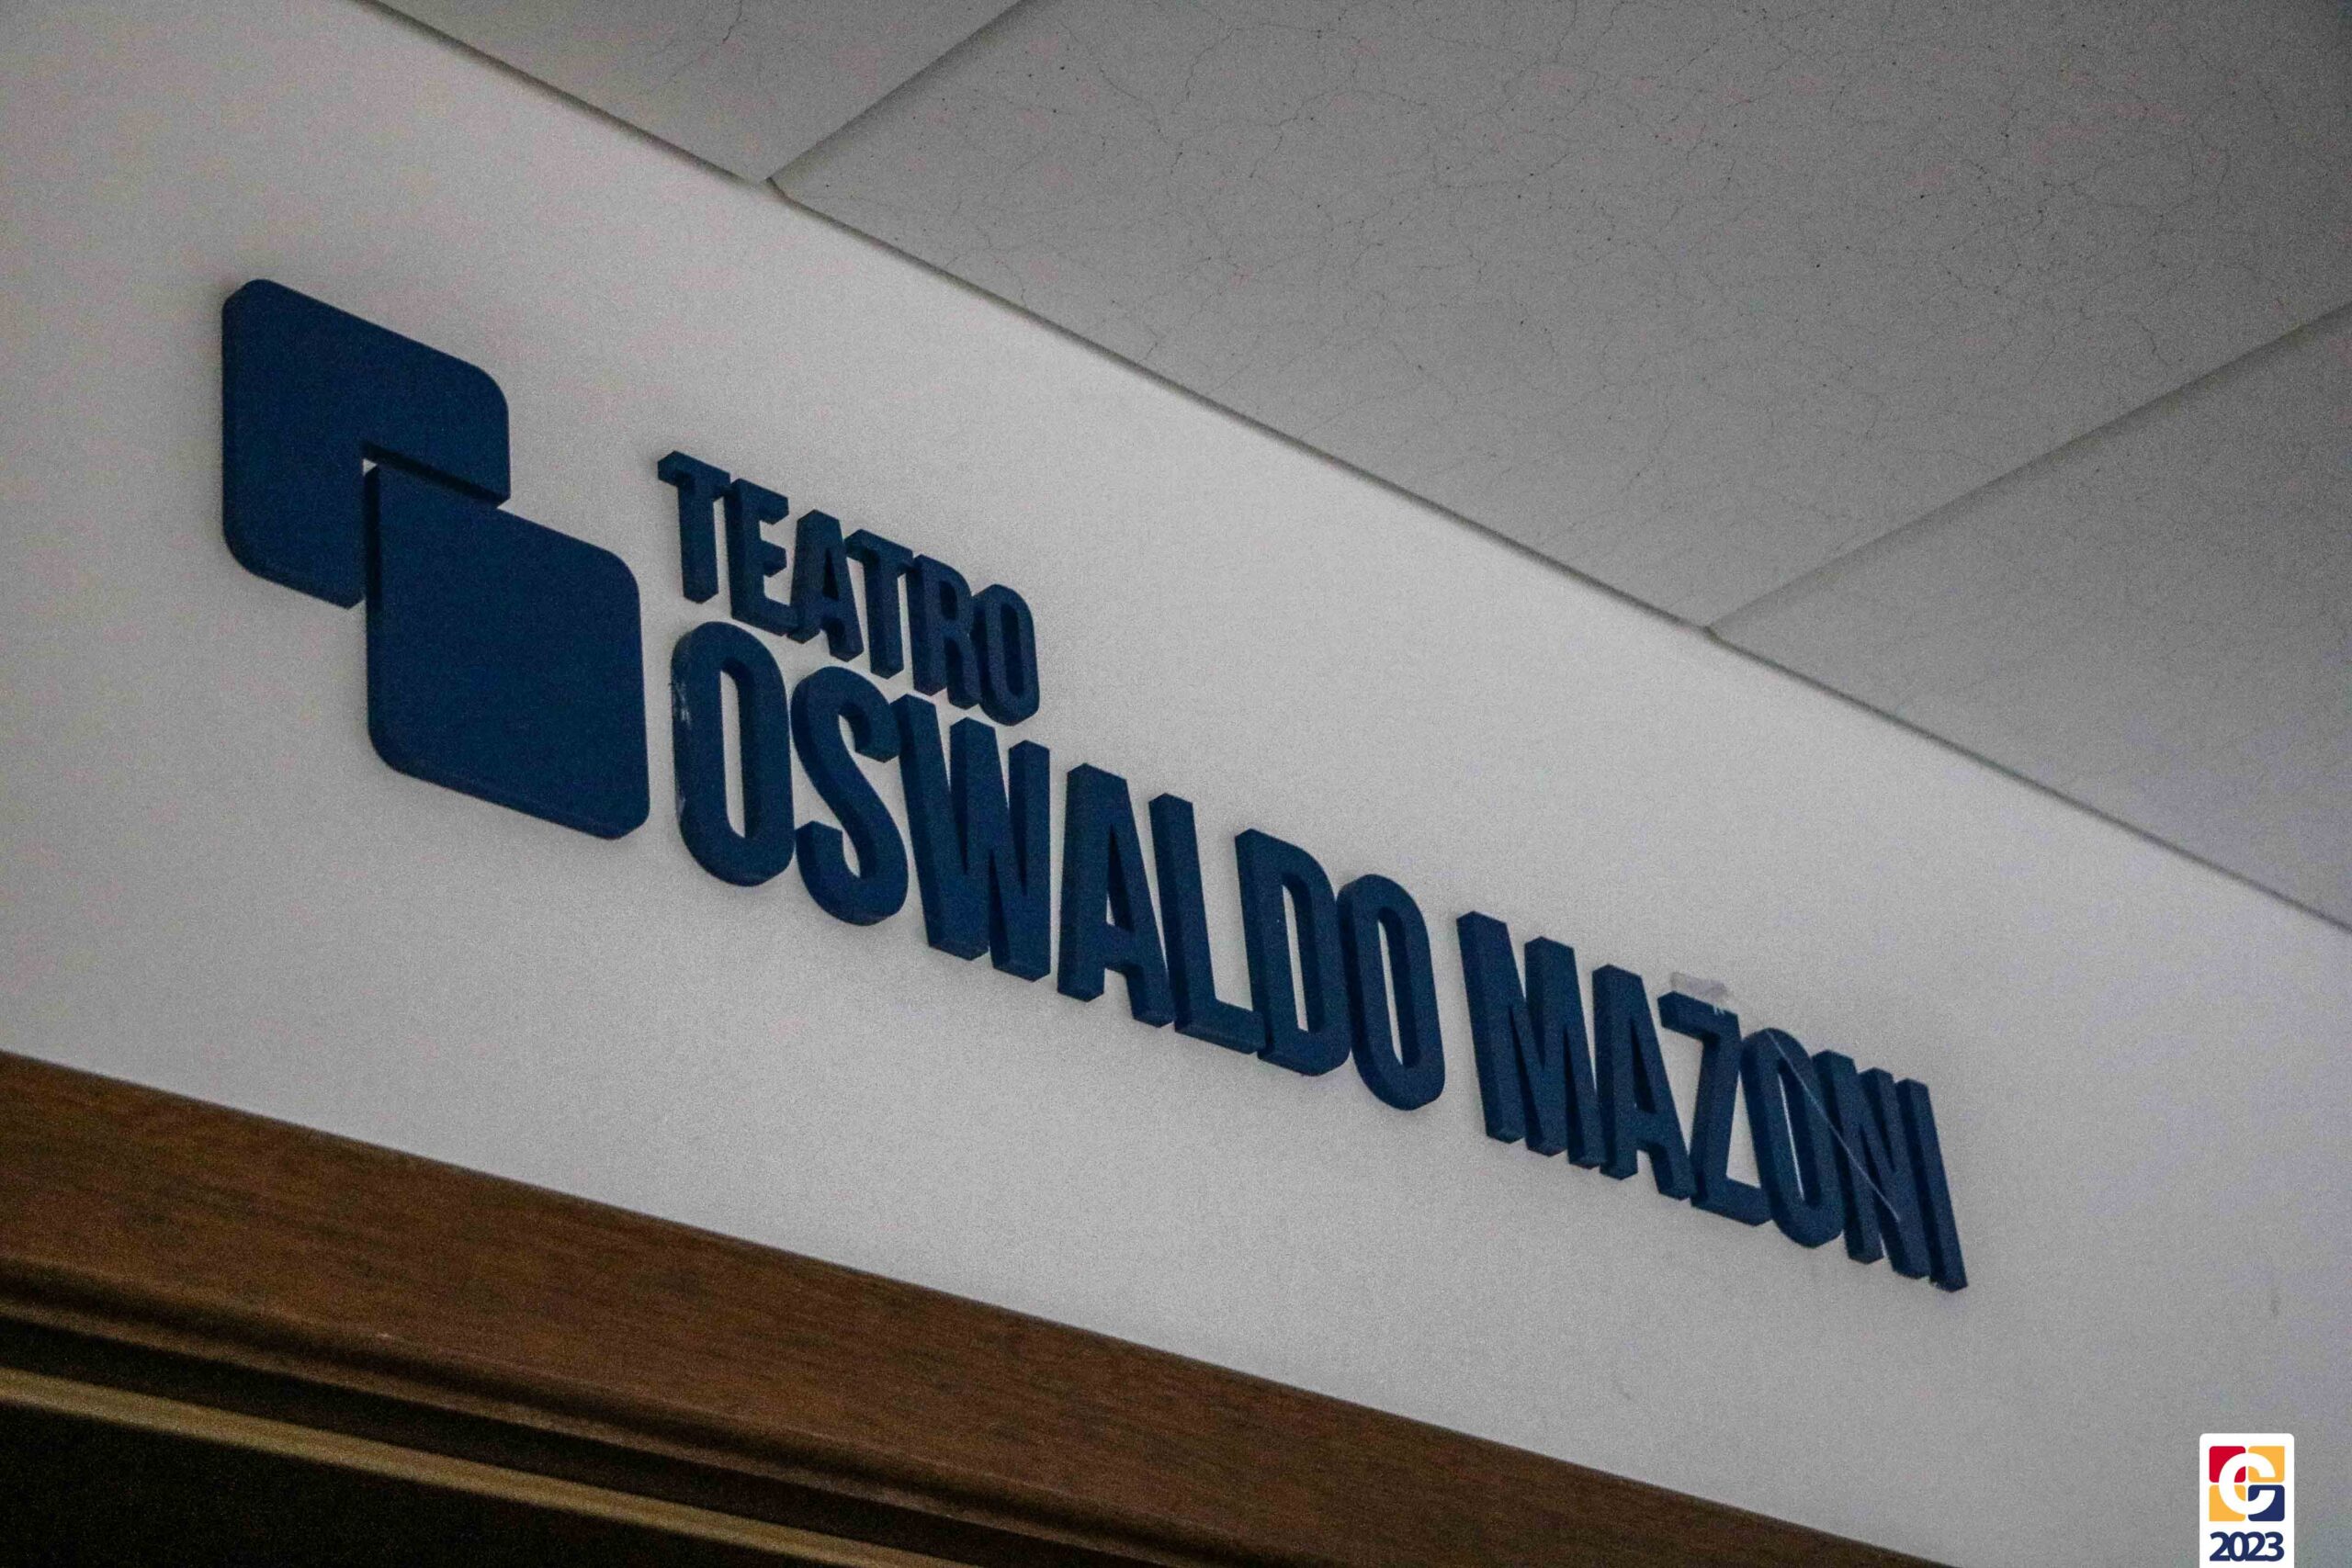 TEATRO
OSWALDO MAZONI
C
2023